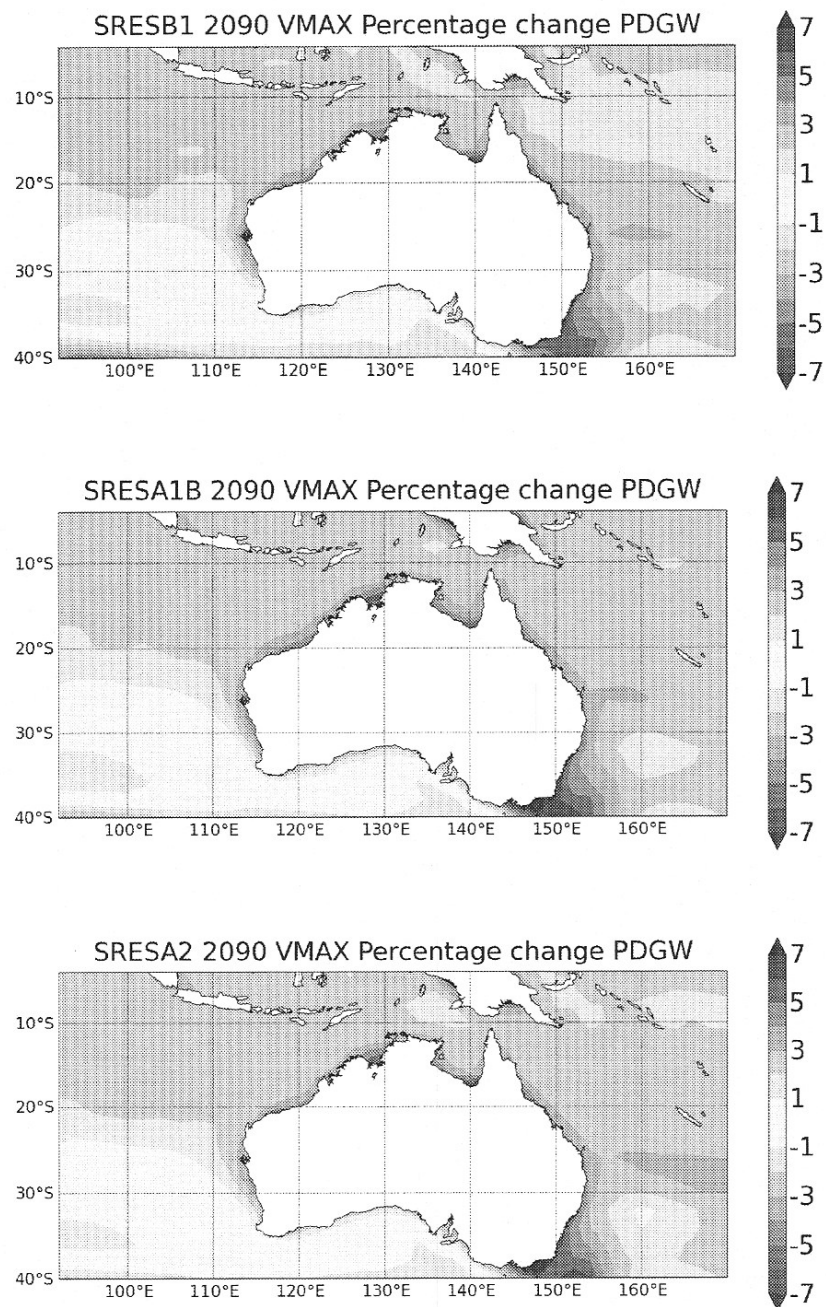 SRESB1 2090 VMAX Percentage change PDGW
7
5
3
1
-1
-3
-5
-7
10°S
20°S
30°S
40°S
100°E 110°E 120°E 130°E 140°E 150°E 160°E
SRESA1B 2090 VMAX Percentage change PDGW
7
5
3
1
-1
-3
-5
-7
10°S
20°S
30°S
40°S
100°E 110°E 120°E 130°E 140°E 150°E 160°E
SRESA2 2090 VMAX Percentage change PDGW
7
5
3
1
-1
-3
-5
-7
10°S
20°S
30°S
40°S
100°E 110°E 120°E 130°E 140°E 150°E 160°E